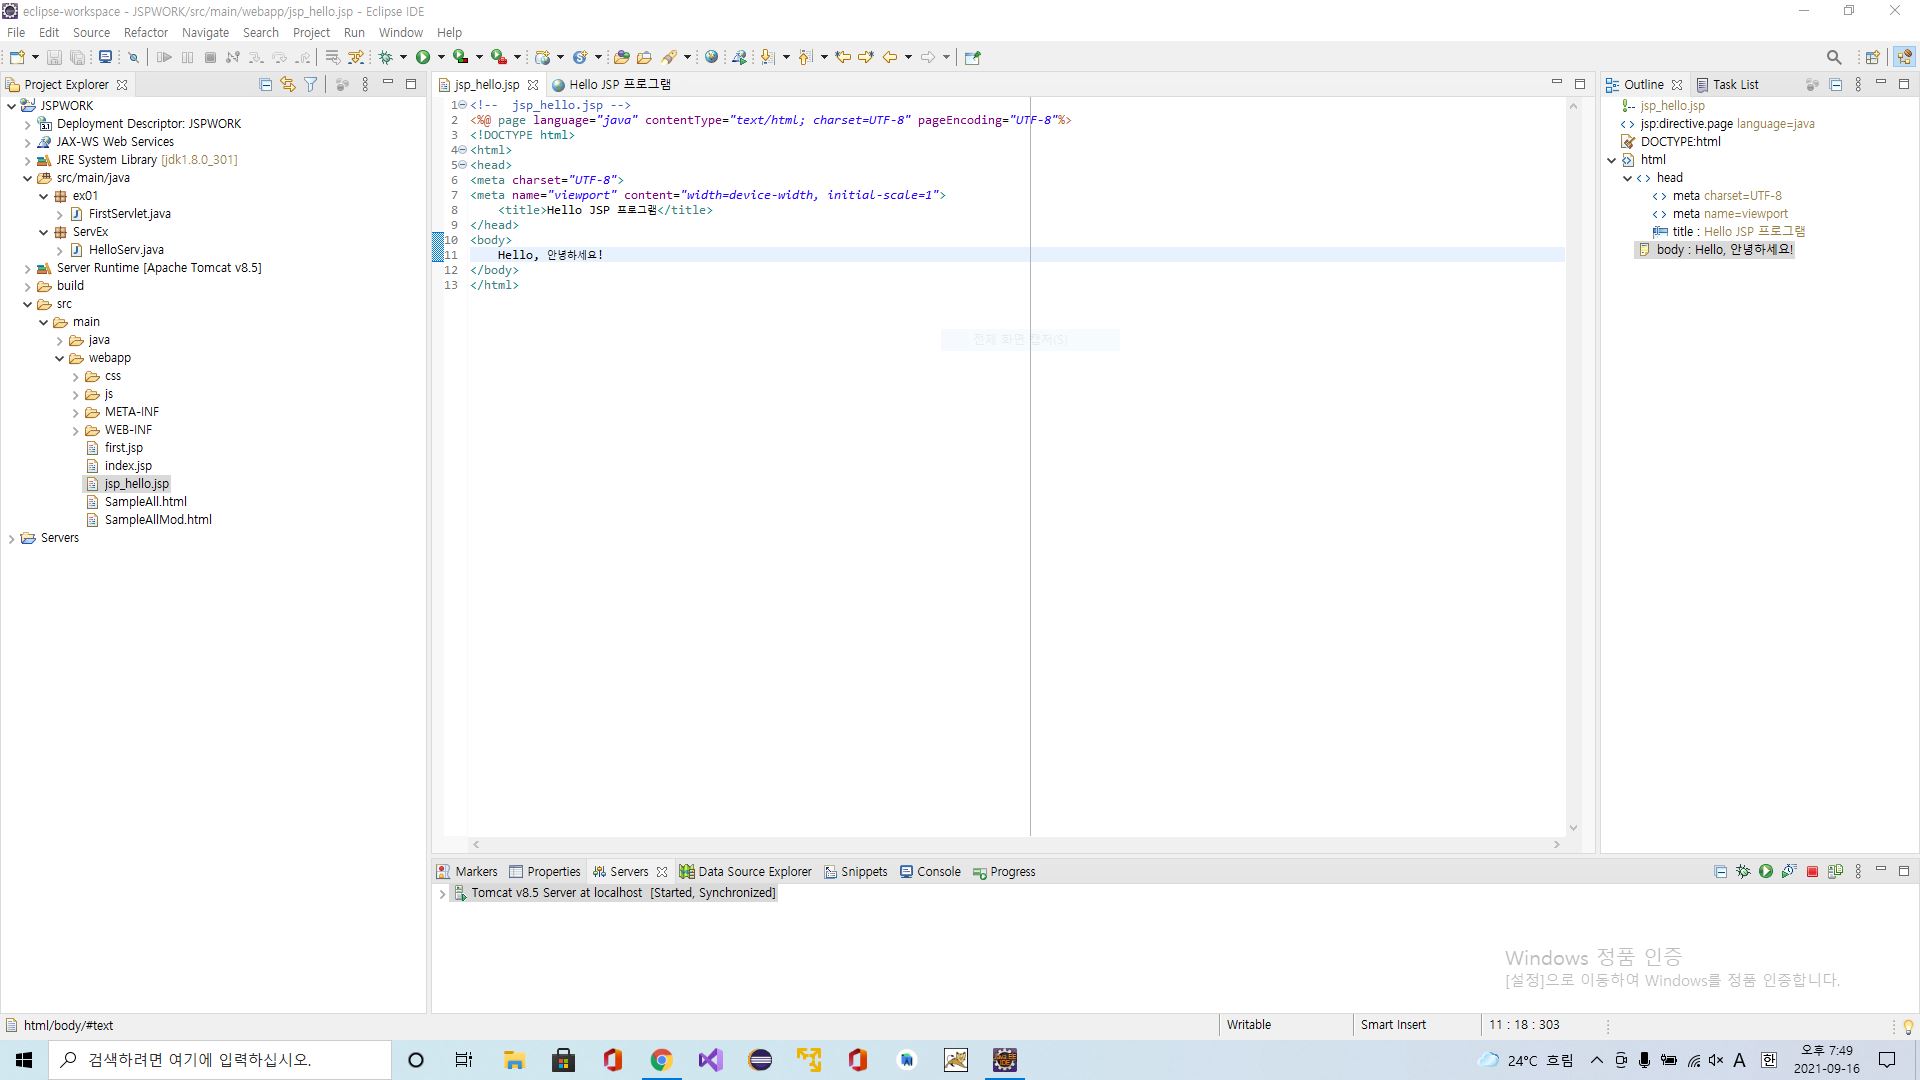 eclipse-workspace - JSPWORK/src/main/webapp/jsp_hello.jsp - Eclipse IDE
File Edit Source Refactor Navigate Search Project Run Window Help
Project Explorer
JSPWORK
Deployment Descriptor: JSPWORK
JAX-WS Web Services
JRE System Library [jdk1.8.0_301]
src/main/java
ex01
FirstServlet.java
ServEx
HelloServ.java
Server Runtime [Apache Tomcat v8.5]
build
src
main
java
webapp
css
js
META-INF
WEB-INF
first.jsp
index.jsp
jsp_hello.jsp
SampleAll.html
SampleAllMod.html
Servers
jsp_hello.jsp Hello JSP 프로그램
1 <!-- jsp_hello.jsp -->
2 <%@ page language="java" contentType="text/html; charset=UTF-8" pageEncoding="UTF-8"%>
3 <!DOCTYPE html>
4 <html>
5 <head>
6 <meta charset="UTF-8">
7 <meta name="viewport" content="width=device-width, initial-scale=1">
8 <title>Hello JSP 프로그램</title>
9 </head>
10 <body>
11 Hello, 안녕하세요!
12 </body>
13 </html>
전체 화면 캡처(S)
Outline Task List
jsp_hello.jsp
jsp:directive.page language=java
DOCTYPE:html
html
head
meta charset=UTF-8
meta name=viewport
title : Hello JSP 프로그램
body : Hello, 안녕하세요!
Markers Properties Servers Data Source Explorer Snippets Console Progress
Tomcat v8.5 Server at localhost [Started, Synchronized]
Windows 정품 인증
[설정]으로 이동하여 Windows를 정품 인증합니다.
html/body/#text Writable Smart Insert 11 : 18 : 303
검색하려면 여기에 입력하십시오.
24°C 흐림 A 한 오후 7:49
2021-09-16